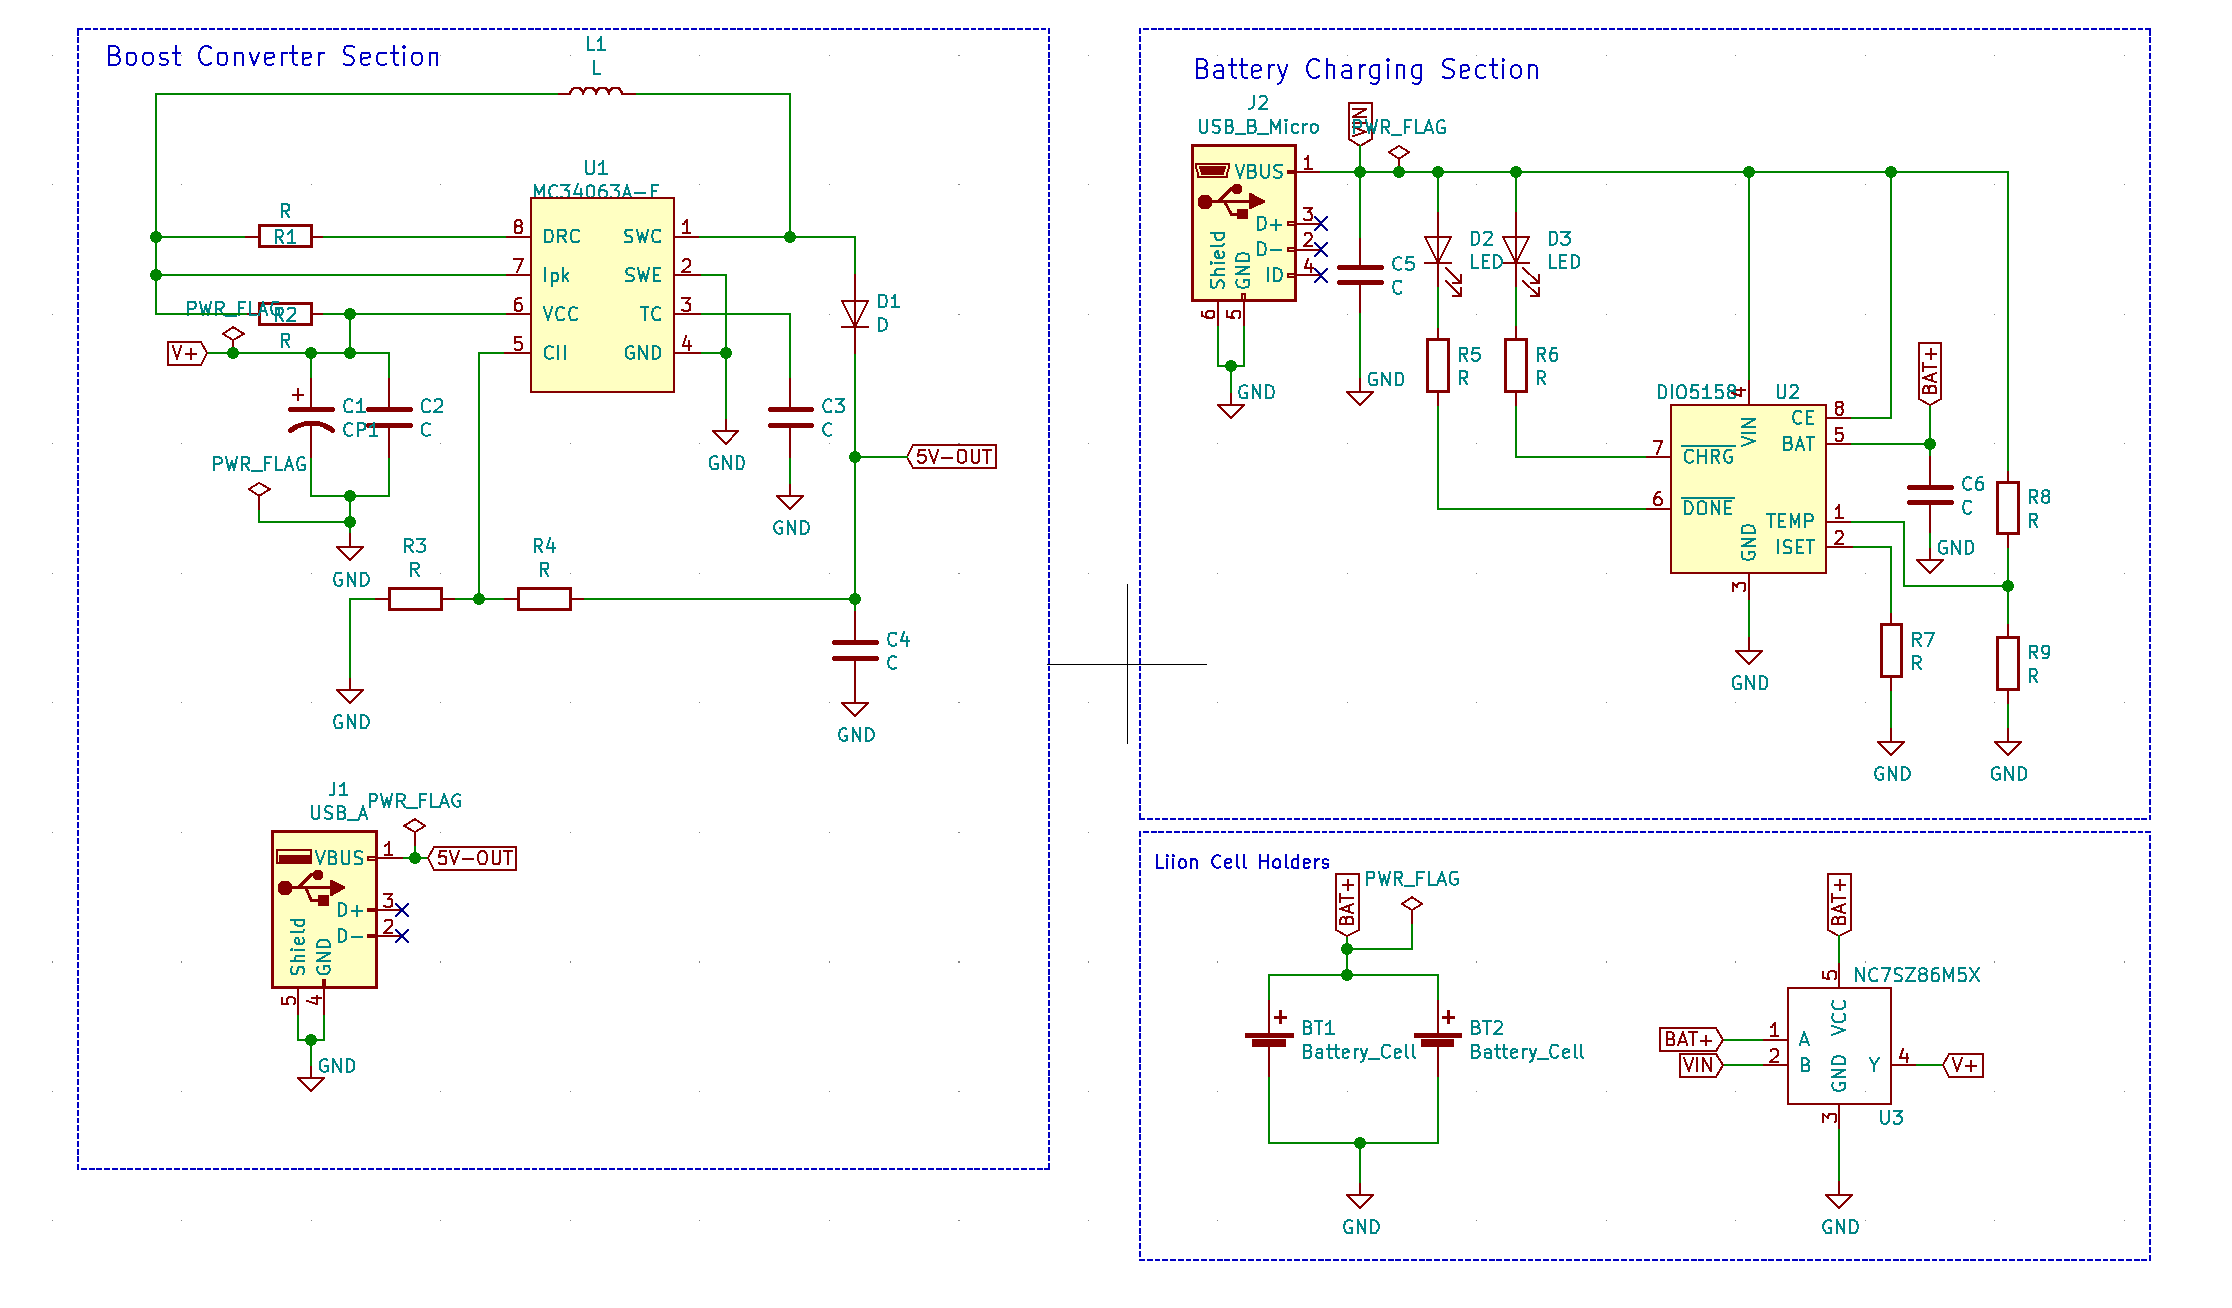 Boost Converter Section
L1
L
U1
MC34063A-F
R
R1
8
DRC
SWC
1
7
Ipk
SWE
2
PWR_FLAG
R2
R
6
VCC
TC
3
V+
5
CII
GND
4
D1
D
+
C1
CP1
C2
C
PWR_FLAG
GND
GND
C3
C
GND
5V-OUT
R3
R
R4
R
GND
C4
C
GND
J1
USB_A
PWR_FLAG
VBUS
1
5V-OUT
D+
3
D-
2
Shield
GND
5
4
GND
Battery Charging Section
J2
USB_B_Micro
VIN
PWR_FLAG
VBUS
1
D+
3
D-
2
ID
4
Shield
GND
6
5
GND
C5
C
GND
D2
LED
D3
LED
R5
R
R6
R
DIO5158
U2
4
VIN
CE
8
BAT
5
7
CHRG
6
DONE
TEMP
1
ISET
2
GND
3
GND
BAT+
C6
C
GND
R8
R
R7
R
GND
R9
R
GND
Liion Cell Holders
BAT+
PWR_FLAG
+
BT1
Battery_Cell
+
BT2
Battery_Cell
GND
BAT+
5
NC7SZ86M5X
VCC
BAT+
1
A
VIN
2
B
GND
Y
4
V+
3
U3
GND